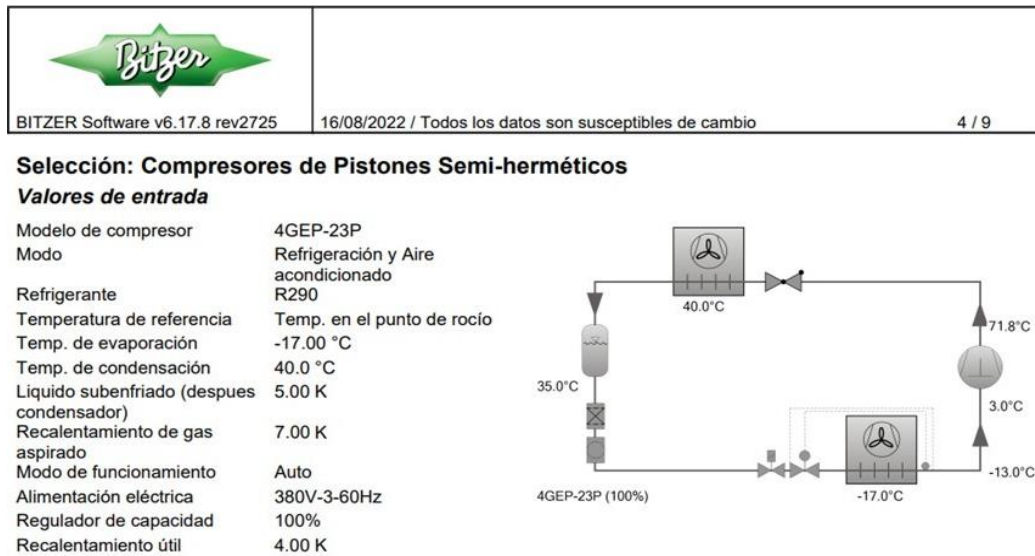 Bitzer
BITZER Software v6.17.8 rev2725
16/08/2022 / Todos los datos son susceptibles de cambio
4 / 9
Selección: Compresores de Pistones Semi-herméticos
Valores de entrada
Modelo de compresor 4GEP-23P
Modo Refrigeración y Aire
acondicionado
Refrigerante R290
Temperatura de referencia Temp. en el punto de rocío
Temp. de evaporación -17.00 °C
Temp. de condensación 40.0 °C
Liquido subenfriado (despues 5.00 K
condensador)
Recalentamiento de gas 7.00 K
aspirado
Modo de funcionamiento Auto
Alimentación eléctrica 380V-3-60Hz
Regulador de capacidad 100%
Recalentamiento útil 4.00 K
40.0°C
71.8°C
35.0°C
3.0°C
-13.0°C
4GEP-23P (100%)
-17.0°C